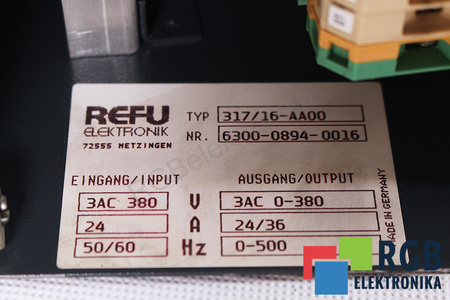 REFU
ELEKTRONIK
72555 METZINGEN
TYP 317/16-AA00
NR. 6300-0894-0016
EINGANG/INPUT AUSGANG/OUTPUT
3AC 380 V 3AC 0-380
24 A 24/36
50/60 Hz 0-500
MADE IN GERMANY
RGB
ELEKTRONIKA